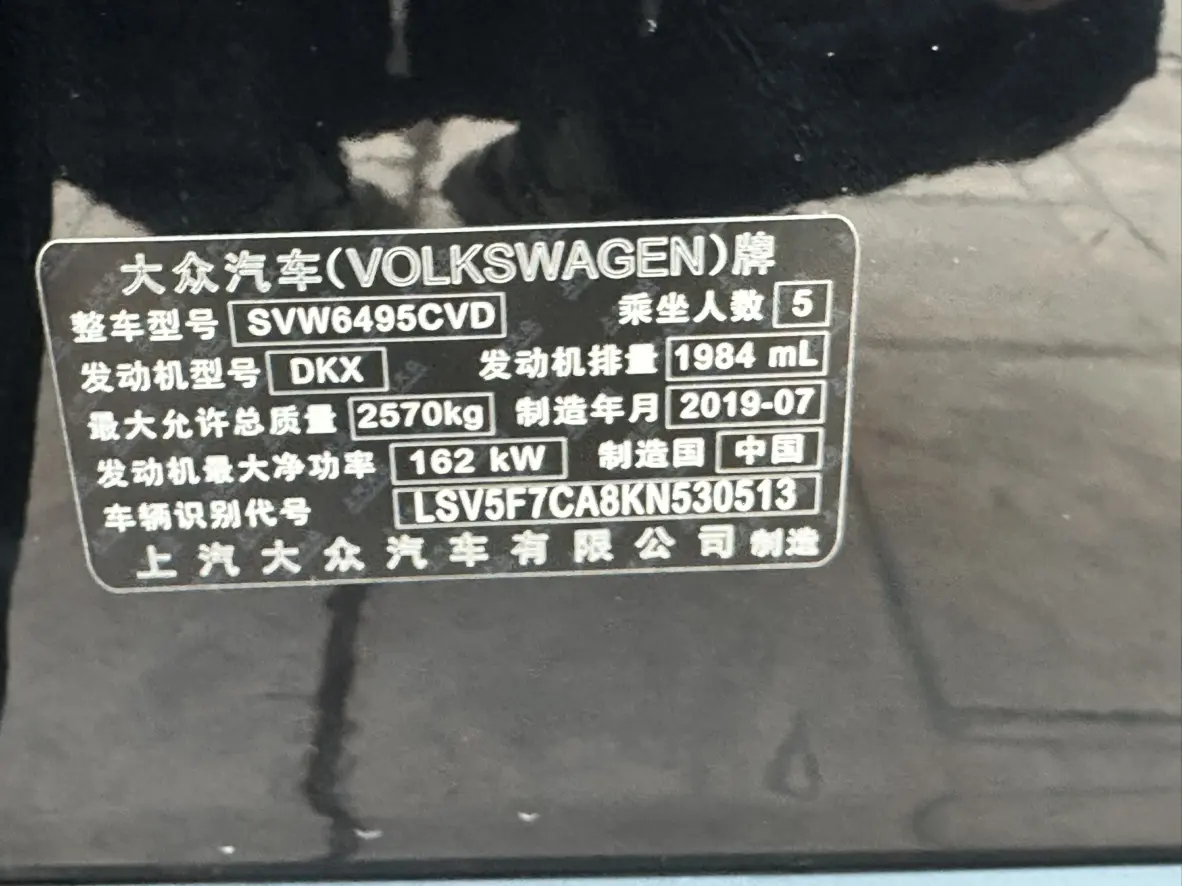 大众汽车(VOLKSWAGEN)牌
整车型号 SVW6495CVD 乘坐人数 5
发动机型号 DKX 发动机排量 1984 mL
最大允许总质量 2570kg 制造年月 2019-07
发动机最大净功率 162 kW 制造国 中国
车辆识别代号 LSV5F7CA8KN530513
上汽大众汽车有限公司 制造